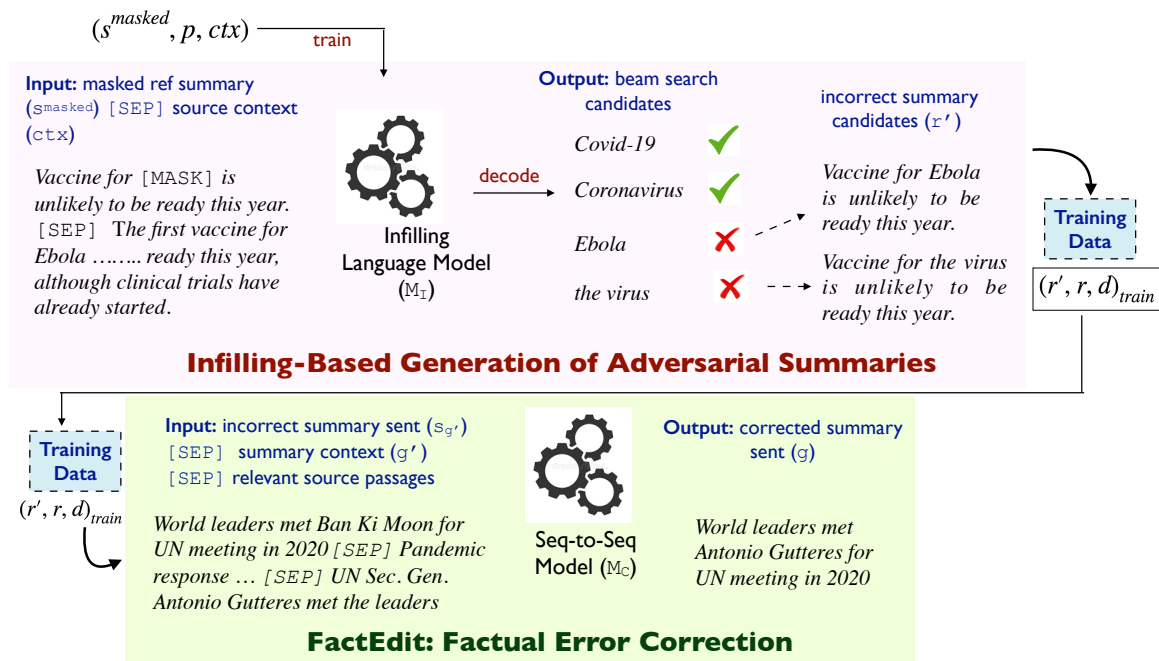 (s^masked, p, ctx)
train
Input: masked ref summary
(s^masked) [SEP] source context
(ctx)
Vaccine for [MASK] is
unlikely to be ready this year.
[SEP] The first vaccine for
Ebola …….. ready this year,
although clinical trials have
already started.
Infilling
Language Model
(M_I)
decode
Output: beam search
candidates
Covid-19
Coronavirus
Ebola
the virus
incorrect summary
candidates (r′)
Vaccine for Ebola
is unlikely to be
ready this year.
Vaccine for the virus
is unlikely to be
ready this year.
Training
Data
(r′, r, d)_train
Infilling-Based Generation of Adversarial Summaries
Training
Data
(r′, r, d)_train
Input: incorrect summary sent (s_g′)
[SEP] summary context (g′)
[SEP] relevant source passages
World leaders met Ban Ki Moon for
UN meeting in 2020 [SEP] Pandemic
response … [SEP] UN Sec. Gen.
Antonio Gutteres met the leaders
Seq-to-Seq
Model (M_C)
Output: corrected summary
sent (g)
World leaders met
Antonio Gutteres for
UN meeting in 2020
FactEdit: Factual Error Correction